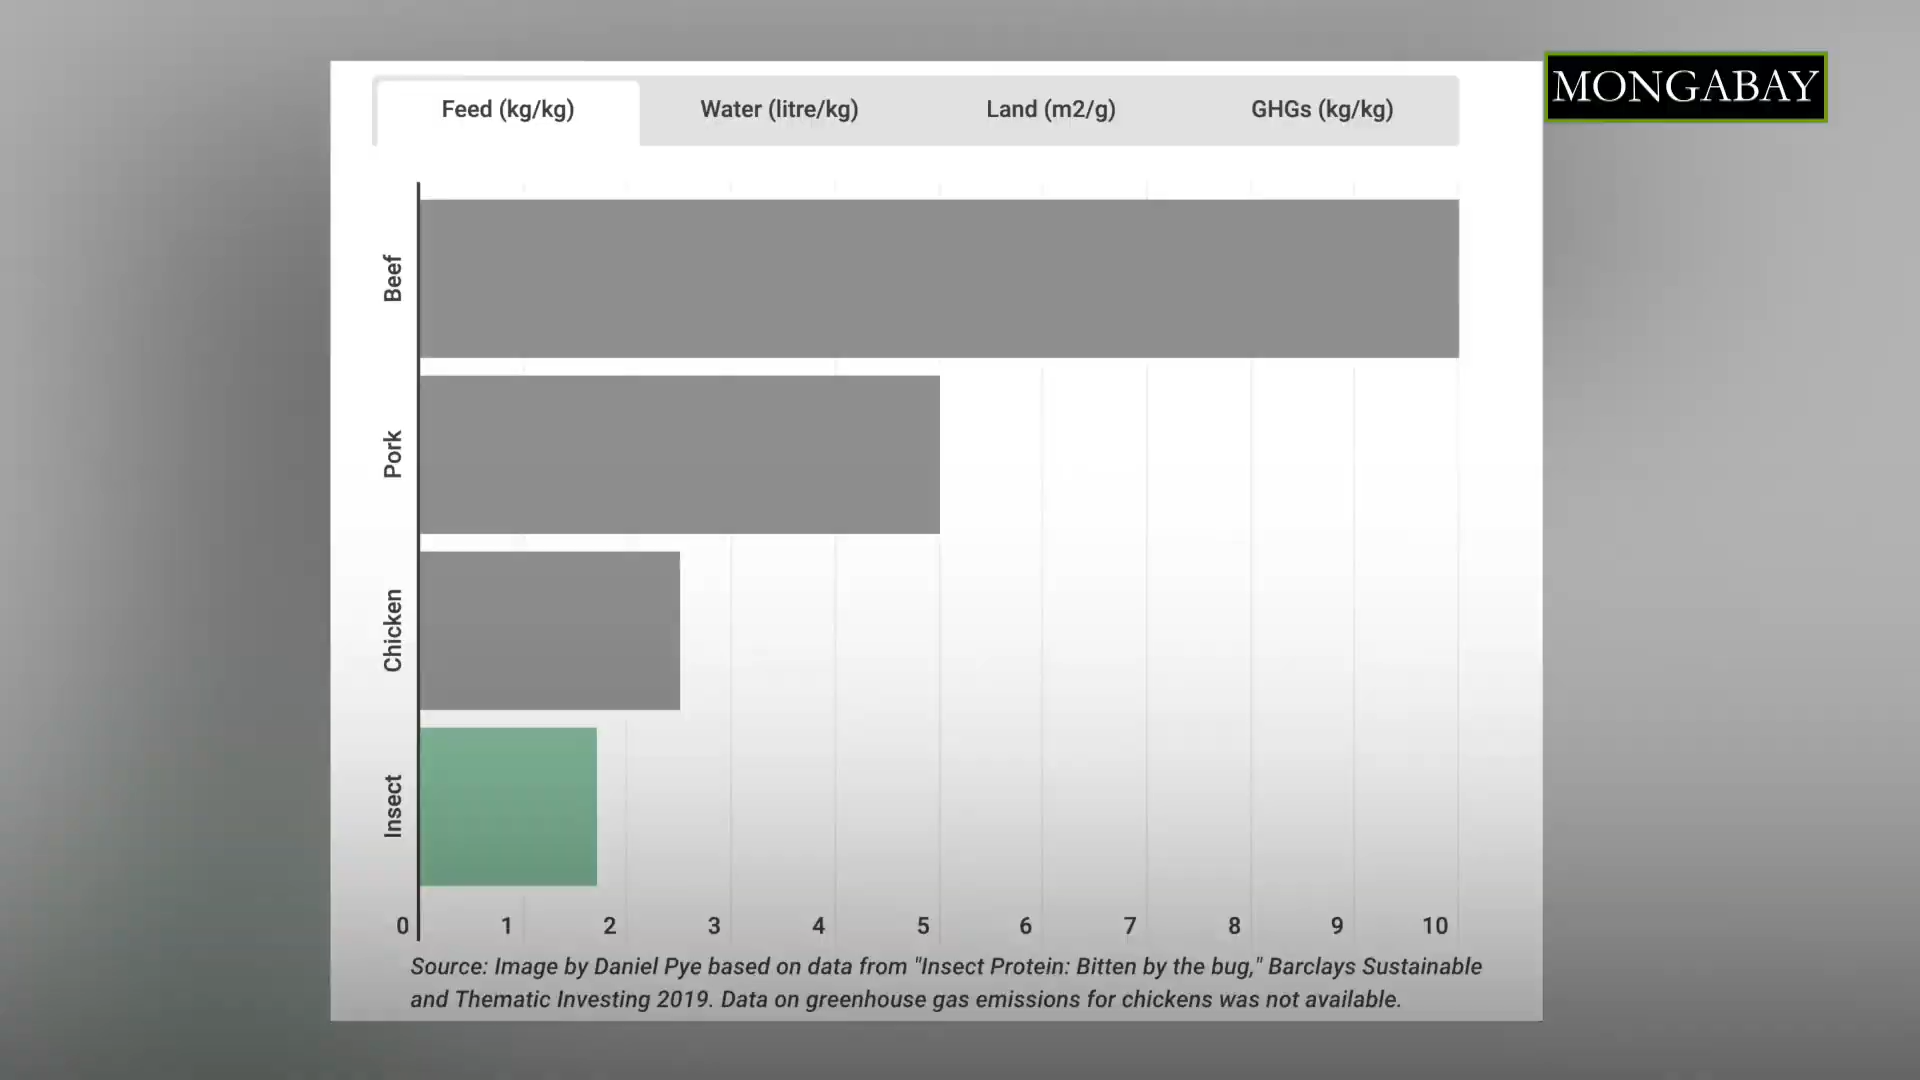 MONGABAY
Feed (kg/kg) Water (litre/kg) Land (m2/g) GHGs (kg/kg)
Beef
Pork
Chicken
Insect
0 1 2 3 4 5 6 7 8 9 10
Source: Image by Daniel Pye based on data from "Insect Protein: Bitten by the bug," Barclays Sustainable
and Thematic Investing 2019. Data on greenhouse gas emissions for chickens was not available.